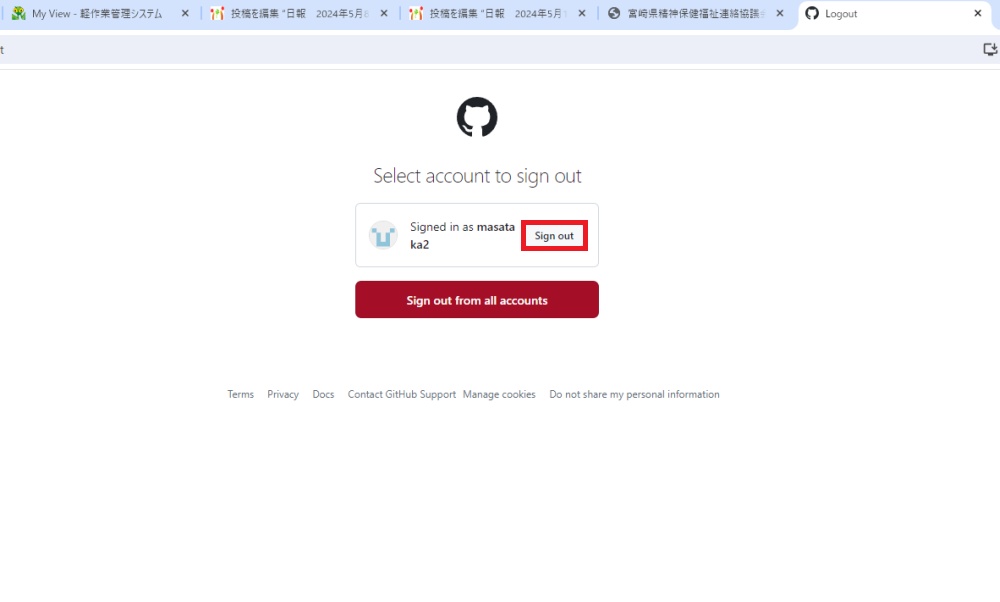 My View - 軽作業管理システム
投稿を編集 "日報 2024年5月
投稿を編集 "日報 2024年5月1
宮崎県精神保健福祉連絡協議
Logout
t
Select account to sign out
Signed in as masata
ka2
Sign out
Sign out from all accounts
Terms Privacy Docs Contact GitHub Support Manage cookies Do not share my personal information